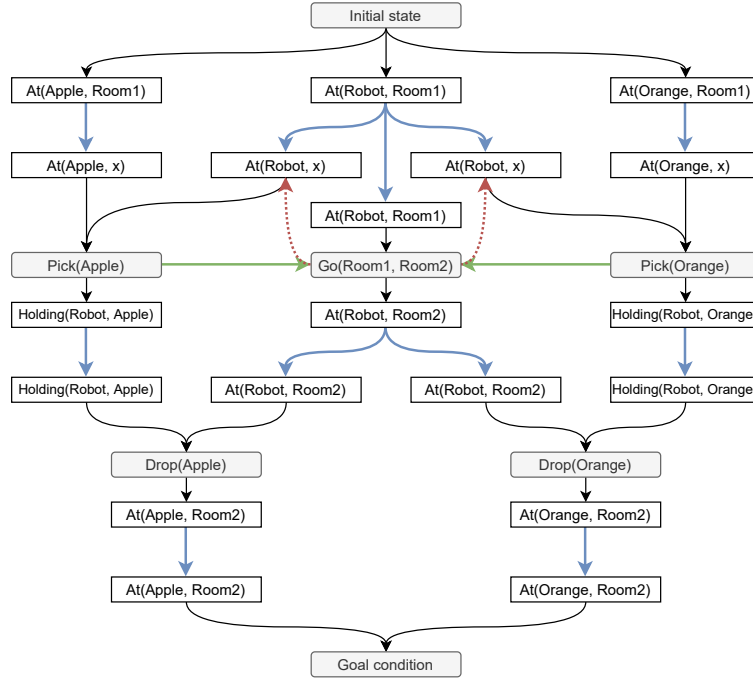 Initial state
At(Apple, Room1)
At(Robot, Room1)
At(Orange, Room1)
At(Apple, x)
At(Robot, x)
At(Robot, x)
At(Orange, x)
At(Robot, Room1)
Pick(Apple)
Go(Room1, Room2)
Pick(Orange)
Holding(Robot, Apple)
At(Robot, Room2)
Holding(Robot, Orange
Holding(Robot, Apple)
At(Robot, Room2)
At(Robot, Room2)
Holding(Robot, Orange
Drop(Apple)
Drop(Orange)
At(Apple, Room2)
At(Orange, Room2)
At(Apple, Room2)
At(Orange, Room2)
Goal condition